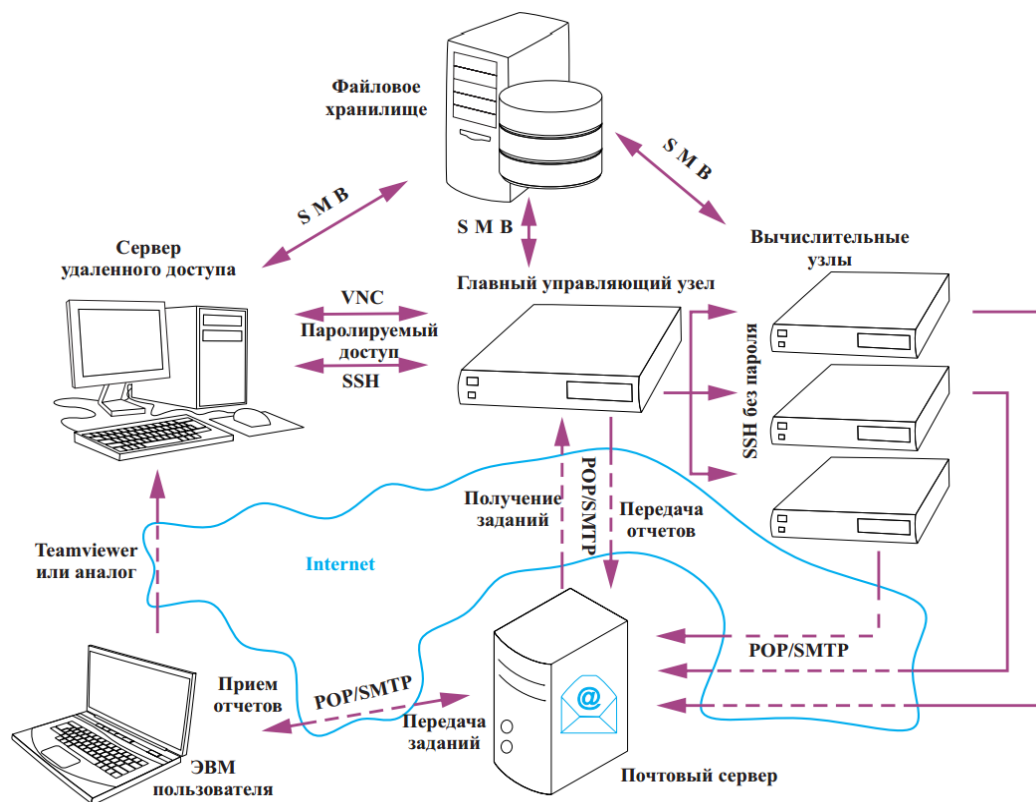 Файловое
хранилище
S M B
S M B
S M B
Сервер
удаленного доступа
Вычислительные
узлы
Главный управляющий узел
VNC
Паролируемый
доступ
SSH
SSH без пароля
Получение
заданий
POP/SMTP
Передача
отчетов
Teamviewer
или аналог
Internet
POP/SMTP
Прием
отчетов
POP/SMTP
Передача
заданий
@
ЭВМ
пользователя
Почтовый сервер